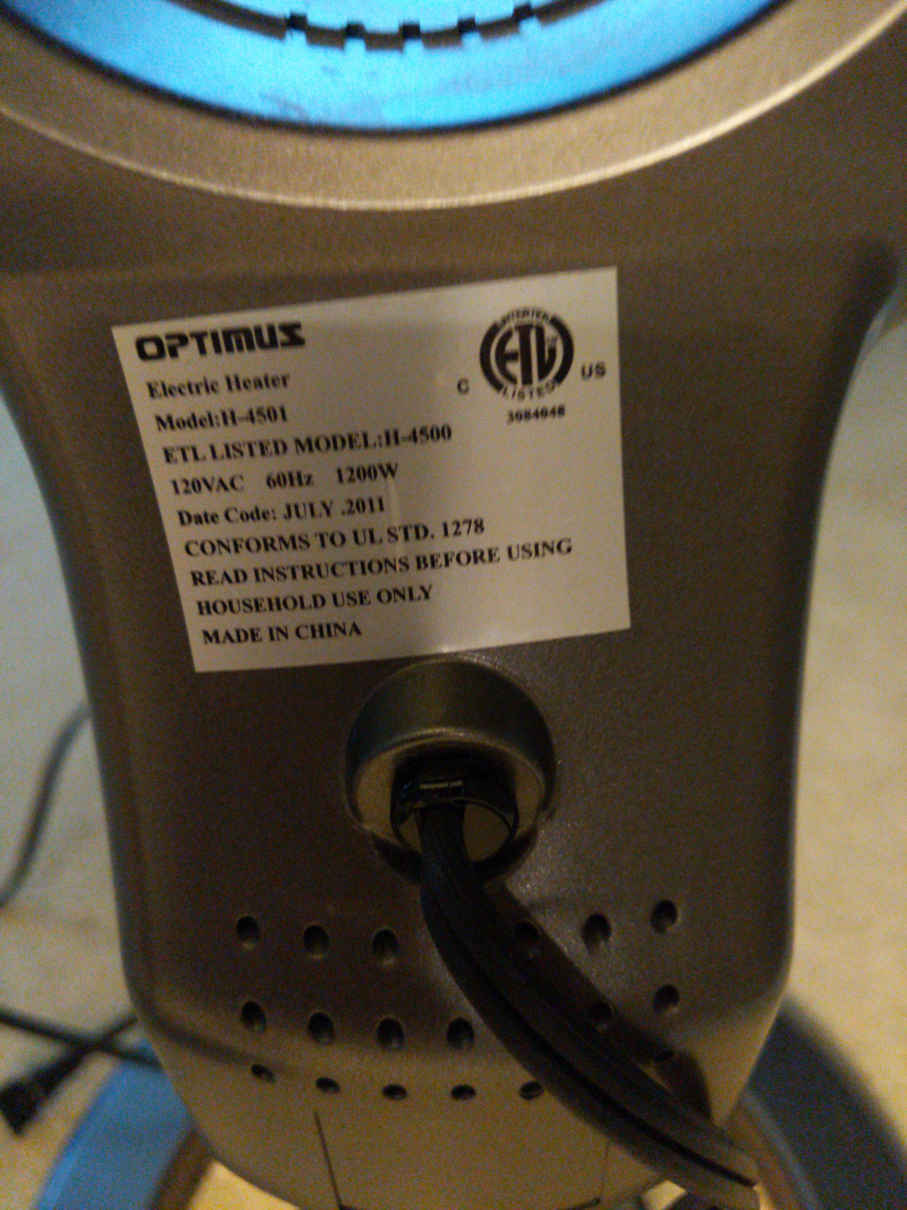 OPTIMUS
Electric Heater
Model:H-4501
ETL LISTED MODEL:H-4500
120VAC 60Hz 1200W
Date Code: JULY .2011
CONFORMS TO UL STD. 1278
READ INSTRUCTIONS BEFORE USING
HOUSEHOLD USE ONLY
MADE IN CHINA
INTERTEK
ETL
LISTED
C US
3084048